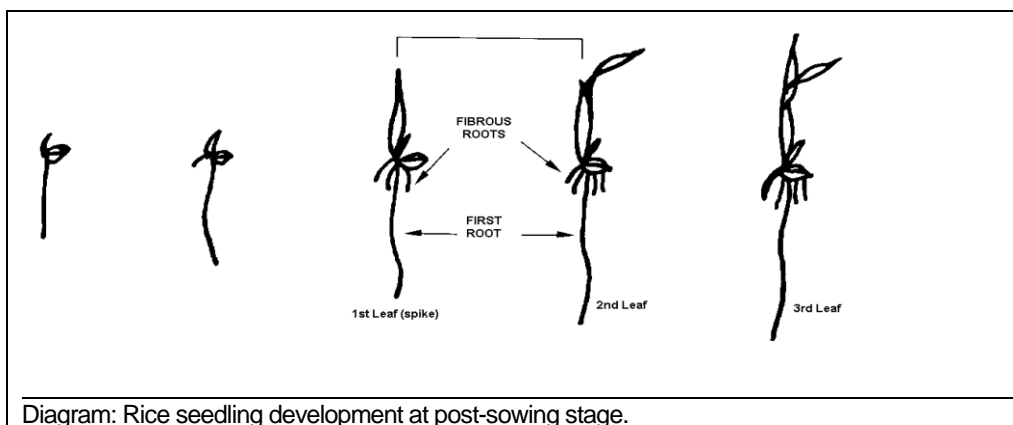 FIBROUS
ROOTS
FIRST
ROOT
1st Leaf (spike)
2nd Leaf
3rd Leaf
Diagram: Rice seedling development at post-sowing stage.